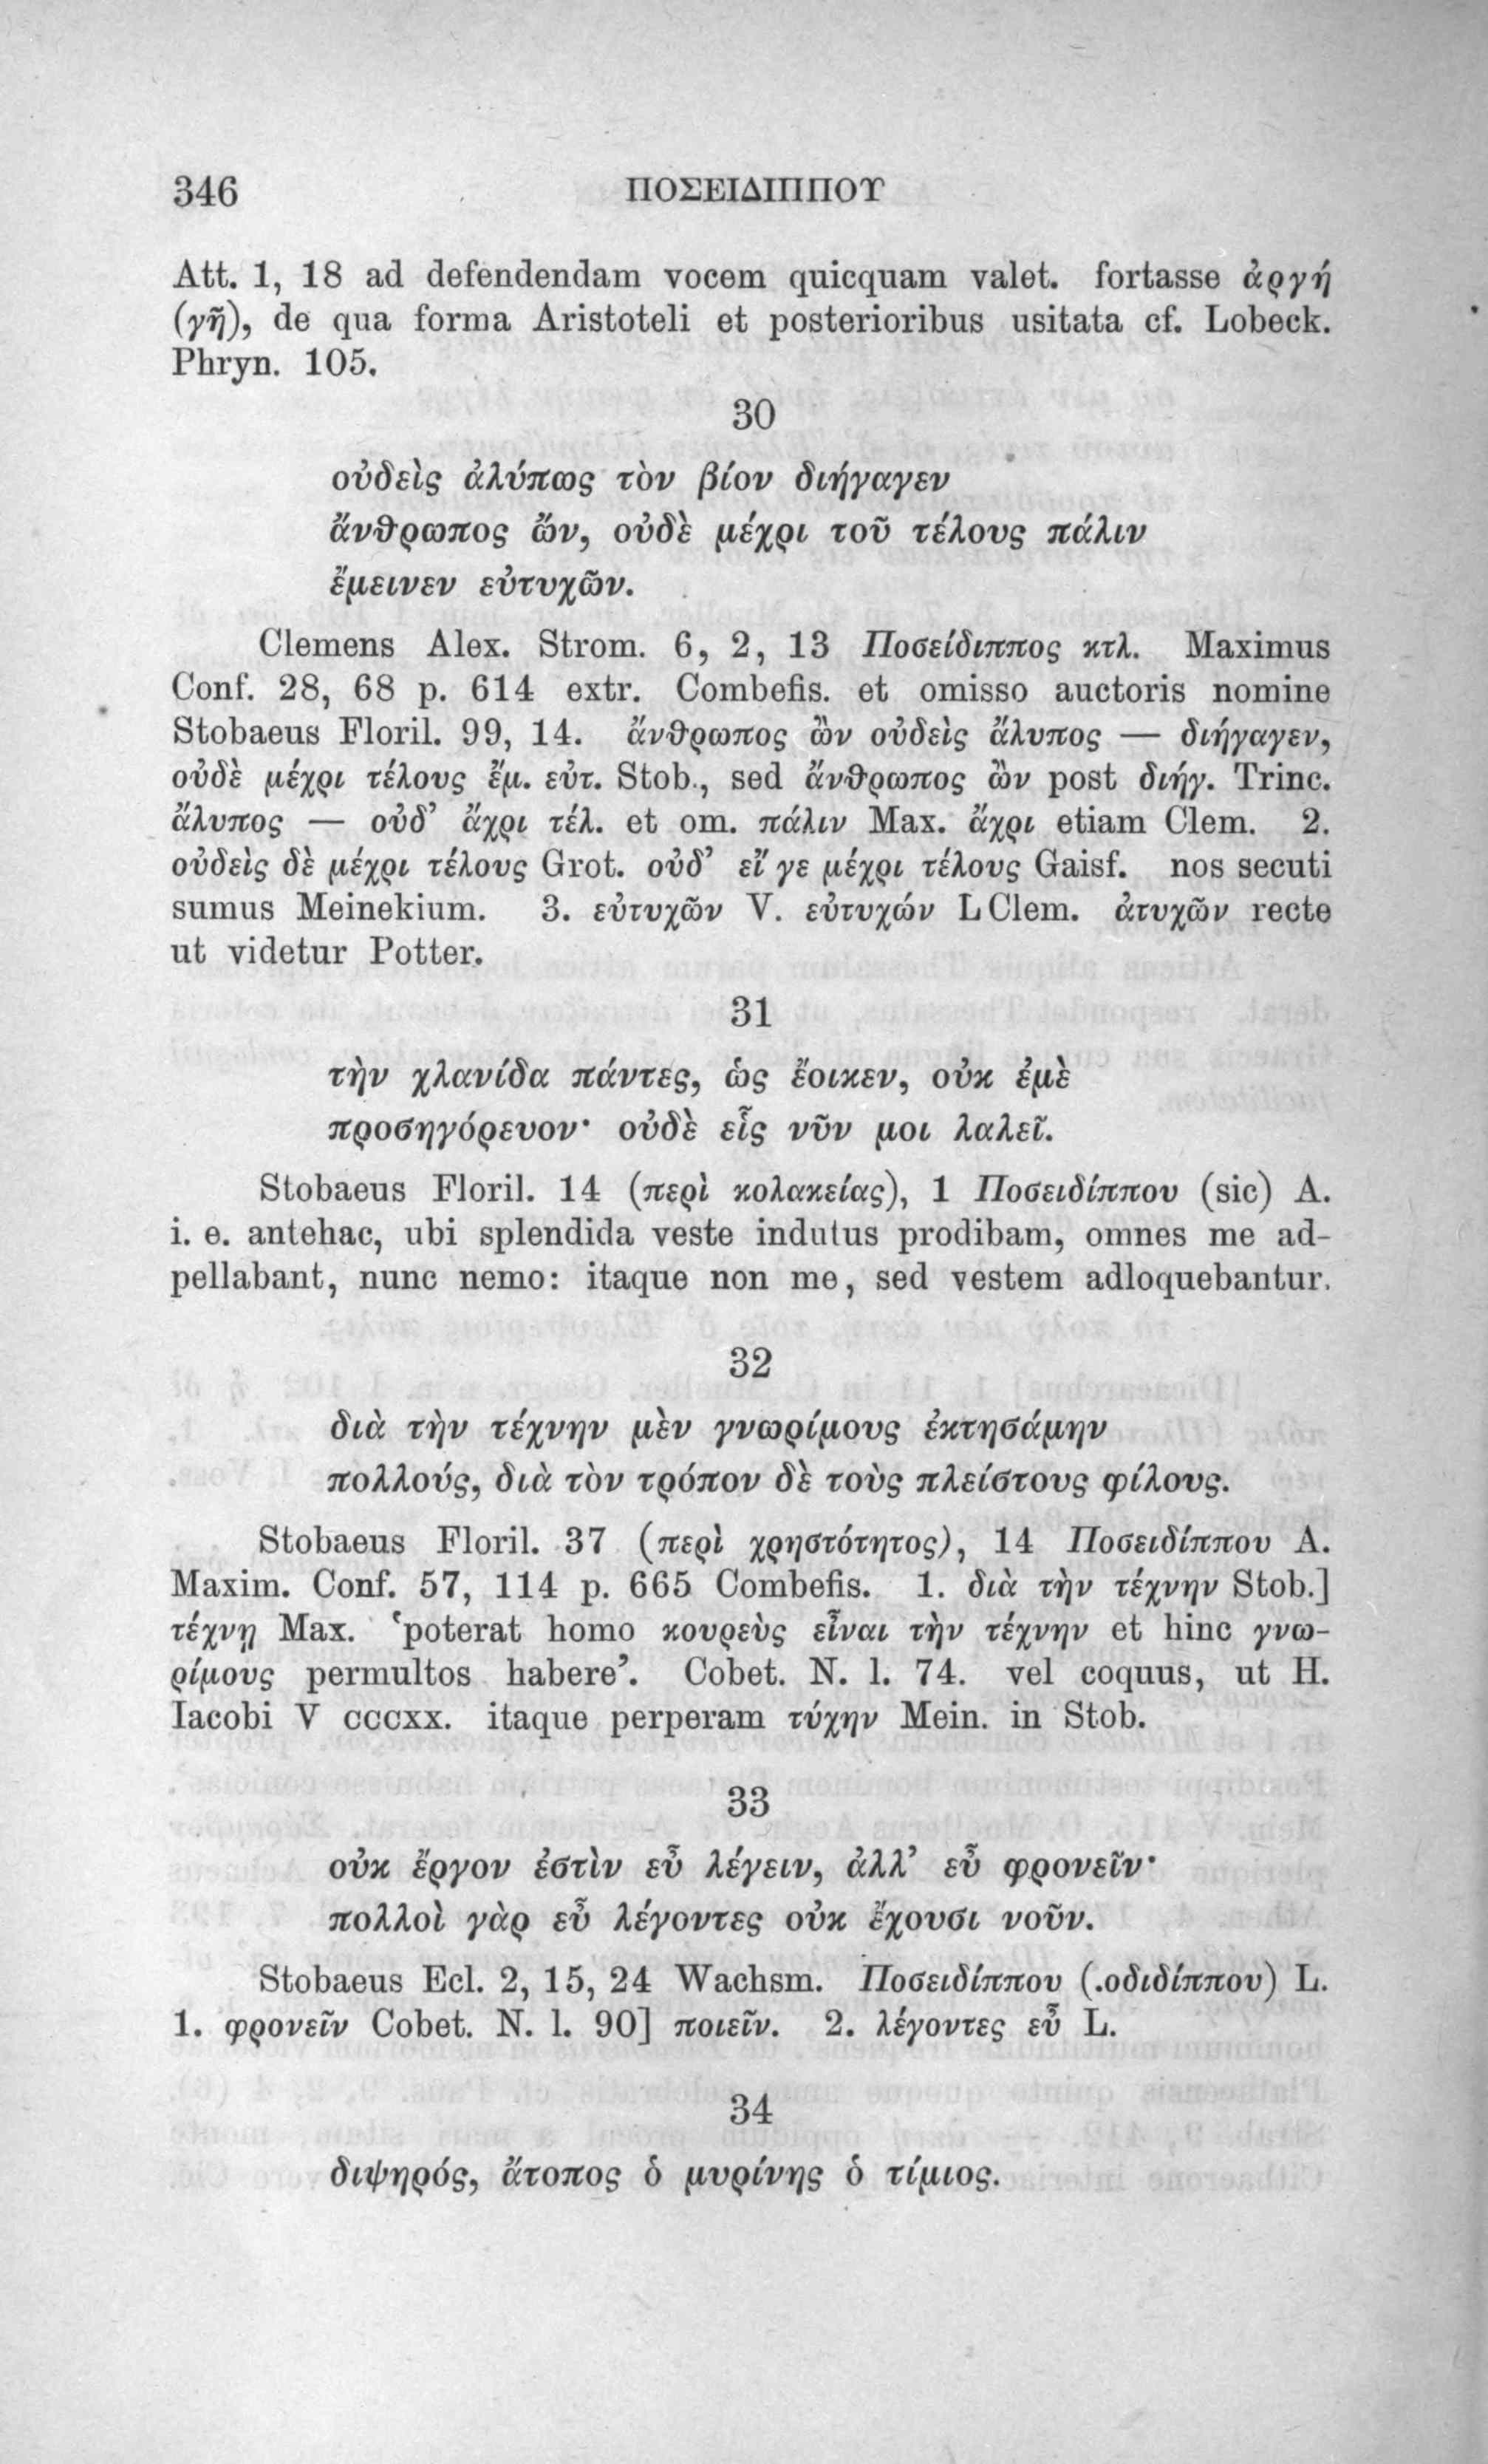 346
ΠΟΣΕΙΔΙΠΠΟΥ
Att. 1, 18 ad defendendam vocem quicquam valet. fortasse ἀργή
(γῆ), de qua forma Aristoteli et posterioribus usitata cf. Lobeck.
Phryn. 105.
30
οὐδεὶς ἀλύπως τὸν βίον διήγαγεν
ἄνθρωπος ὤν, οὐδὲ μέχρι τοῦ τέλους πάλιν
ἔμεινεν εὐτυχῶν.
Clemens Alex. Strom. 6, 2, 13 Ποσείδιππος κτλ. Maximus
Conf. 28, 68 p. 614 extr. Combefis. et omisso auctoris nomine
Stobaeus Floril. 99, 14. ἄνθρωπος ὢν οὐδεὶς ἄλυπος — διήγαγεν,
οὐδὲ μέχρι τέλους ἔμ. εὐτ. Stob., sed ἄνθρωπος ὢν post διήγ. Trinc.
ἄλυπος — οὐδ’ ἄχρι τέλ. et om. πάλιν Max. ἄχρι etiam Clem. 2.
οὐδεὶς δὲ μέχρι τέλους Grot. οὐδ’ εἴ γε μέχρι τέλους Gaisf. nos secuti
sumus Meinekium. 3. εὐτυχῶν V. εὐτυχών L Clem. ἀτυχῶν recte
ut videtur Potter.
31
τὴν χλανίδα πάντες, ὡς ἔοικεν, οὐκ ἐμὲ
προσηγόρευον· οὐδὲ εἷς νῦν μοι λαλεῖ.
Stobaeus Floril. 14 (περὶ κολακείας), 1 Ποσειδίππου (sic) A.
i. e. antehac, ubi splendida veste indutus prodibam, omnes me ad-
pellabant, nunc nemo: itaque non me, sed vestem adloquebantur.
32
διὰ τὴν τέχνην μὲν γνωρίμους ἐκτησάμην
πολλούς, διὰ τὸν τρόπον δὲ τοὺς πλείστους φίλους.
Stobaeus Floril. 37 (περὶ χρηστότητος), 14 Ποσειδίππου A.
Maxim. Conf. 57, 114 p. 665 Combefis. 1. διὰ τὴν τέχνην Stob.]
τέχνῃ Max. ‘poterat homo κουρεὺς εἶναι τὴν τέχνην et hinc γνω-
ρίμους permultos habere’. Cobet. N. l. 74. vel coquus, ut H.
Iacobi V cccxx. itaque perperam τύχην Mein. in Stob.
33
οὐκ ἔργον ἐστὶν εὖ λέγειν, ἀλλ’ εὖ φρονεῖν·
πολλοὶ γὰρ εὖ λέγοντες οὐκ ἔχουσι νοῦν.
Stobaeus Ecl. 2, 15, 24 Wachsm. Ποσειδίππου (.οδιδίππου) L.
1. φρονεῖν Cobet. N. l. 90] ποιεῖν. 2. λέγοντες εὖ L.
34
διψηρός, ἄτοπος ὁ μυρίνης ὁ τίμιος.